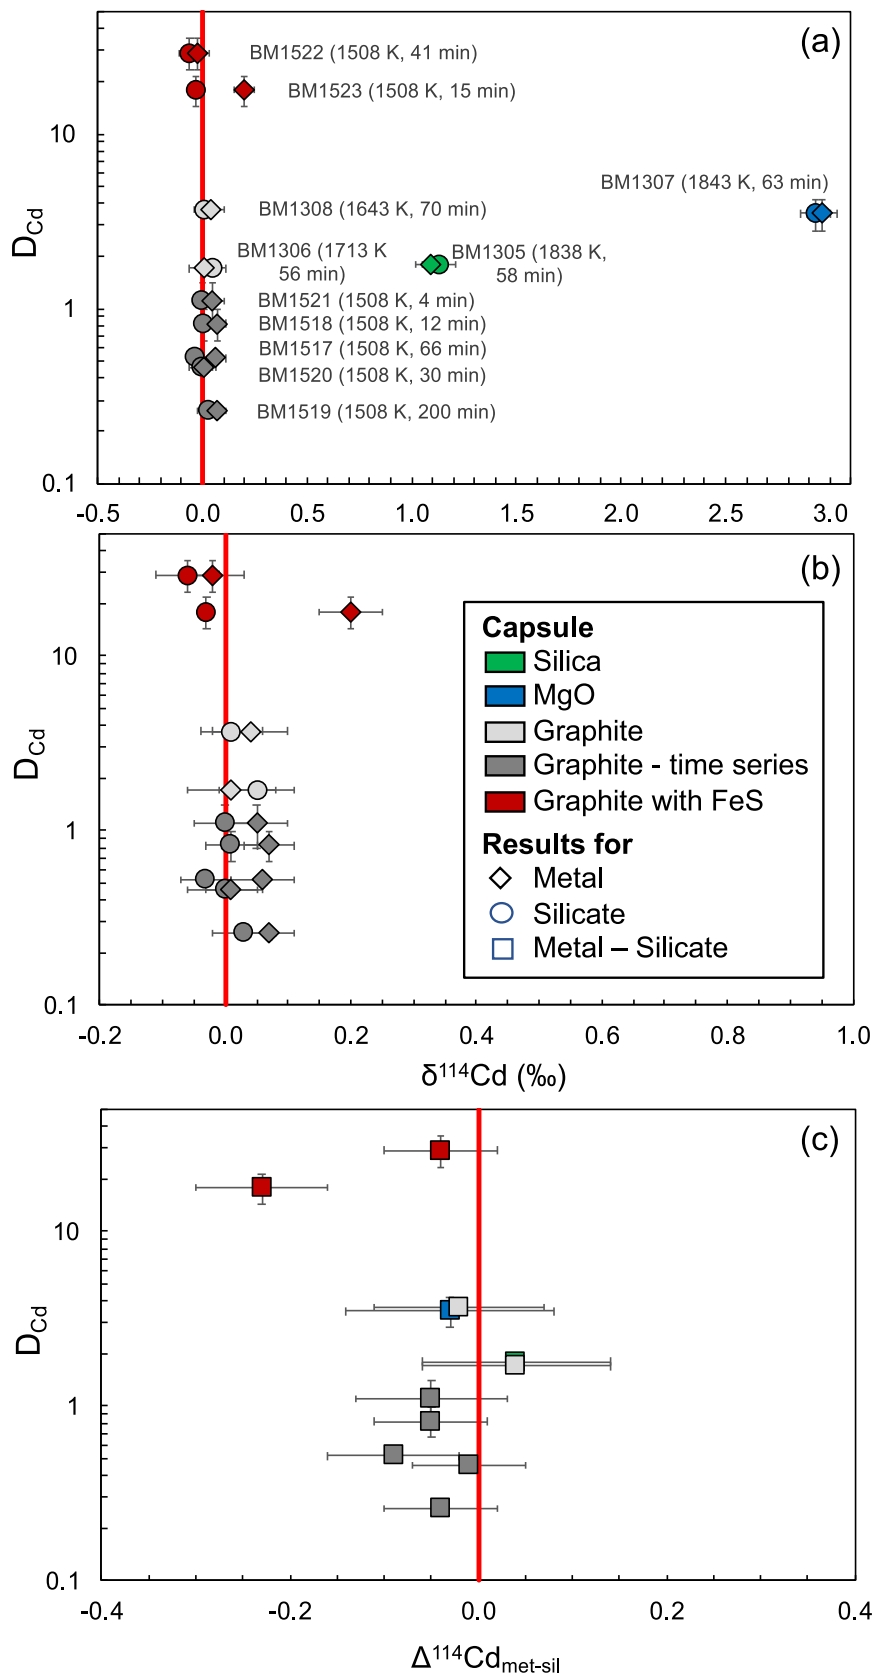 (a)
BM1522 (1508 K, 41 min)
BM1523 (1508 K, 15 min)
10
BM1307 (1843 K, 63 min)
BM1308 (1643 K, 70 min)
D_Cd
BM1306 (1713 K
56 min)
BM1305 (1838 K,
58 min)
1
BM1521 (1508 K, 4 min)
BM1518 (1508 K, 12 min)
BM1517 (1508 K, 66 min)
BM1520 (1508 K, 30 min)
BM1519 (1508 K, 200 min)
0.1
-0.5 0.0 0.5 1.0 1.5 2.0 2.5 3.0
(b)
10
D_Cd
1
0.1
Capsule
Silica
MgO
Graphite
Graphite - time series
Graphite with FeS
Results for
Metal
Silicate
Metal – Silicate
-0.2 0.0 0.2 0.4 0.6 0.8 1.0
δ¹¹⁴Cd (‰)
(c)
10
D_Cd
1
0.1
-0.4 -0.2 0.0 0.2 0.4
Δ¹¹⁴Cd_met-sil